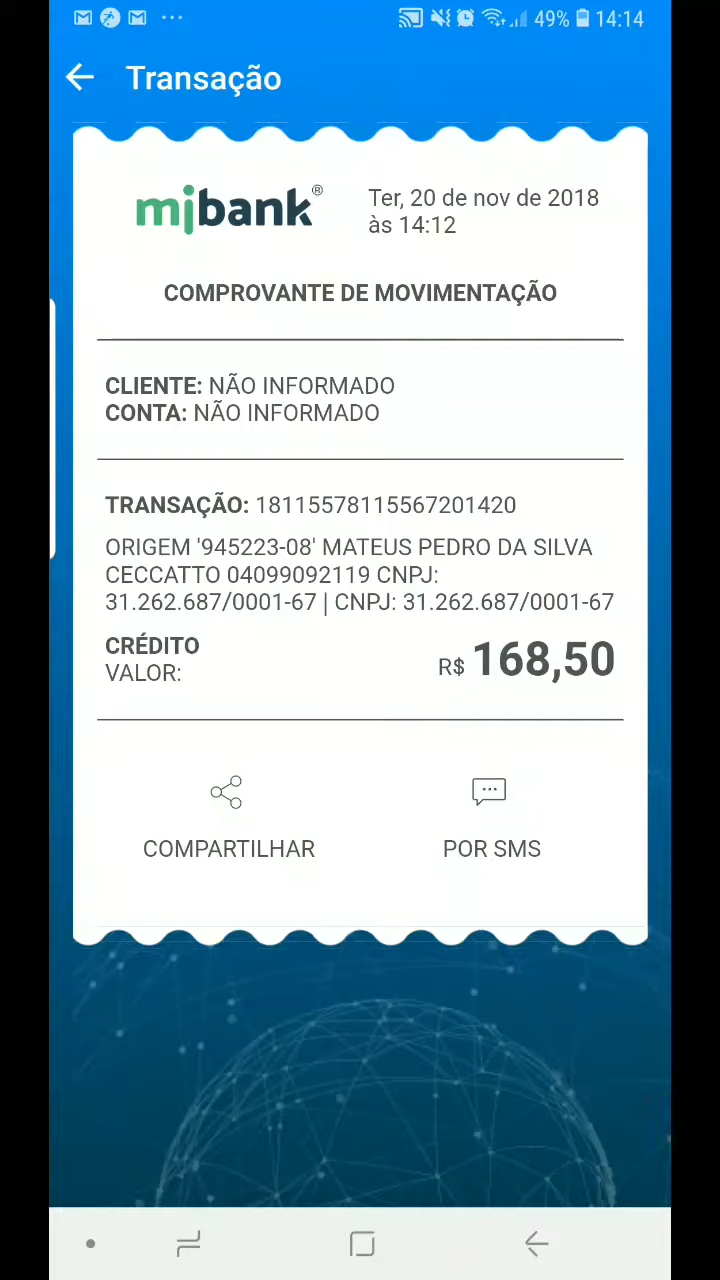 49% 14:14
Transação
mjbank®
Ter, 20 de nov de 2018
às 14:12
COMPROVANTE DE MOVIMENTAÇÃO
CLIENTE: NÃO INFORMADO
CONTA: NÃO INFORMADO
TRANSAÇÃO: 18115578115567201420
ORIGEM '945223-08' MATEUS PEDRO DA SILVA
CECCATTO 04099092119 CNPJ:
31.262.687/0001-67 | CNPJ: 31.262.687/0001-67
CRÉDITO
VALOR: R$ 168,50
COMPARTILHAR POR SMS